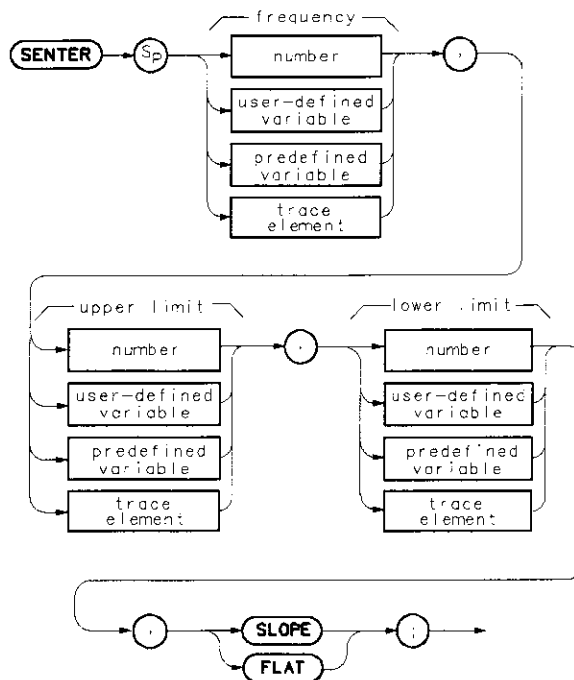 frequency
SENTER
Sp
number
,
user-defined
variable
predefined
variable
trace
element
upper limit
number
user-defined
variable
predefined
variable
trace
element
,
lower limit
number
user-defined
variable
predefined
variable
trace
element
,
SLOPE
FLAT
;